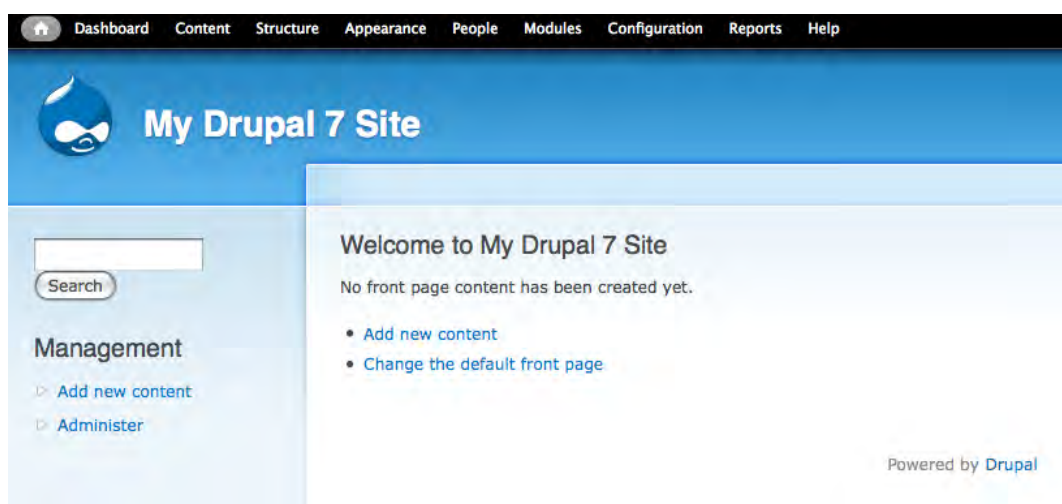 Dashboard Content Structure Appearance People Modules Configuration Reports Help
My Drupal 7 Site
Search
Management
Add new content
Administer
Welcome to My Drupal 7 Site
No front page content has been created yet.
Add new content
Change the default front page
Powered by Drupal